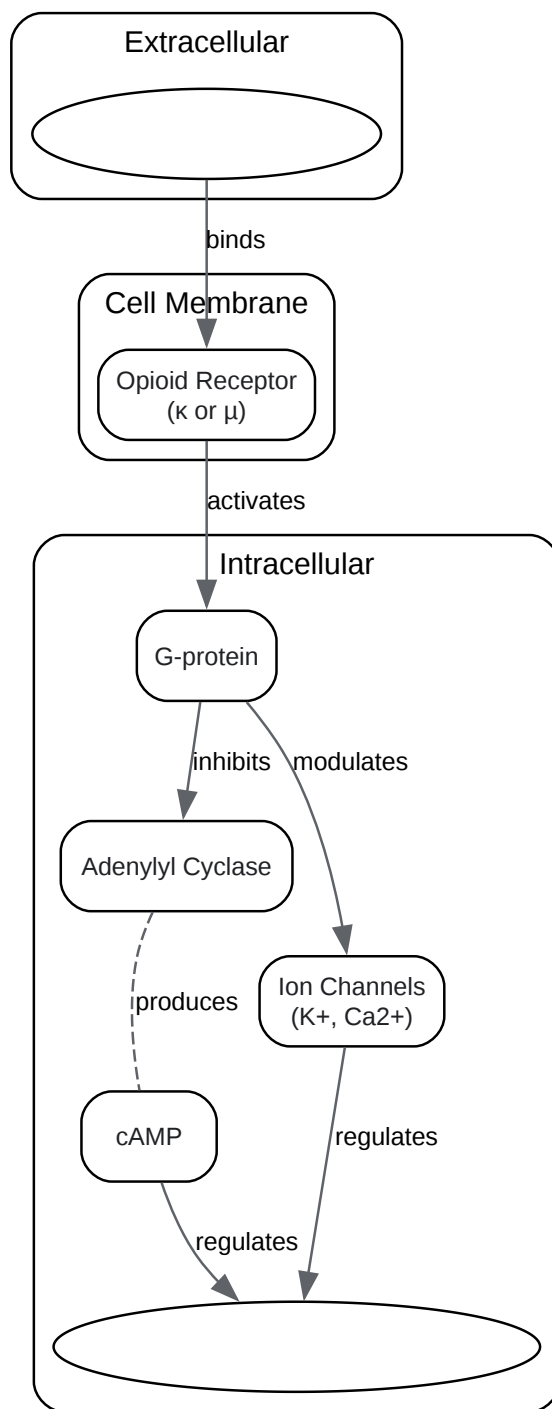 Extracellular
binds
Cell Membrane
Opioid Receptor
(κ or μ)
activates
Intracellular
G-protein
inhibits
modulates
Adenylyl Cyclase
Ion Channels
(K+, Ca2+)
produces
cAMP
regulates
regulates